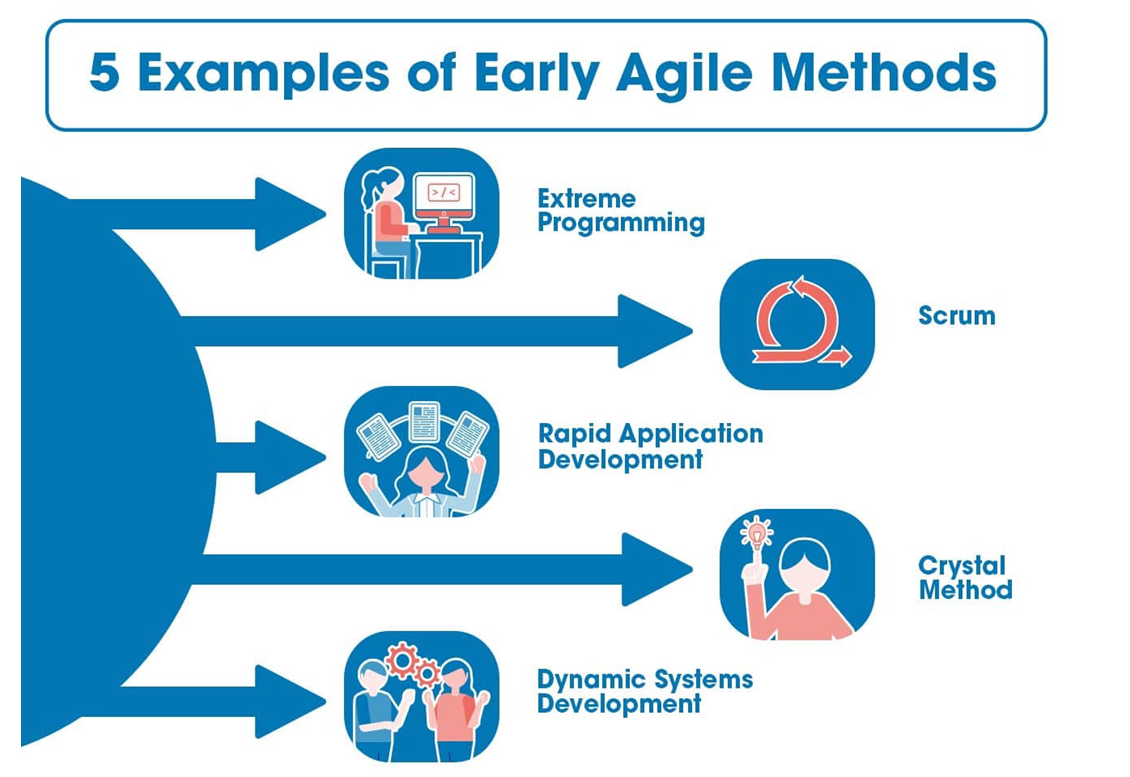 5 Examples of Early Agile Methods
> / <
Extreme
Programming
Scrum
Rapid Application
Development
Crystal
Method
Dynamic Systems
Development